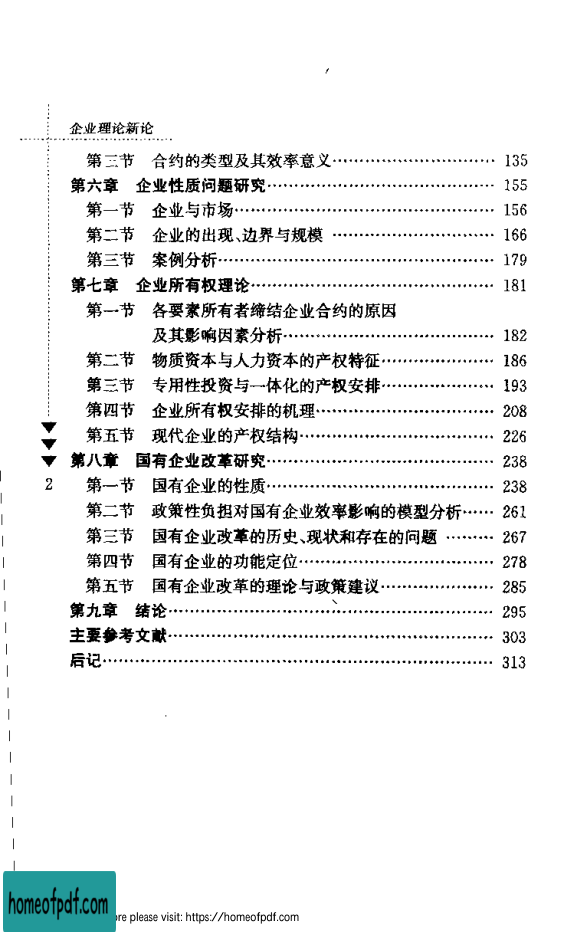 企业理论新论
第三节 合约的类型及其效率意义………………………… 135
第六章 企业性质问题研究…………………………………… 155
第一节 企业与市场………………………………………… 156
第二节 企业的出现、边界与规模 ………………………… 166
第三节 案例分析…………………………………………… 179
第七章 企业所有权理论……………………………………… 181
第一节 各要素所有者缔结企业合约的原因
及其影响因素分析………………………………… 182
第二节 物质资本与人力资本的产权特征………………… 186
第三节 专用性投资与一体化的产权安排………………… 193
第四节 企业所有权安排的机理…………………………… 208
第五节 现代企业的产权结构……………………………… 226
第八章 国有企业改革研究…………………………………… 238
2
第一节 国有企业的性质…………………………………… 238
第二节 政策性负担对国有企业效率影响的模型分析…… 261
第三节 国有企业改革的历史、现状和存在的问题 ……… 267
第四节 国有企业的功能定位……………………………… 278
第五节 国有企业改革的理论与政策建议………………… 285
第九章 结论…………………………………………………… 295
主要参考文献…………………………………………………… 303
后记……………………………………………………………… 313
homeofpdf.com
re please visit: https://homeofpdf.com